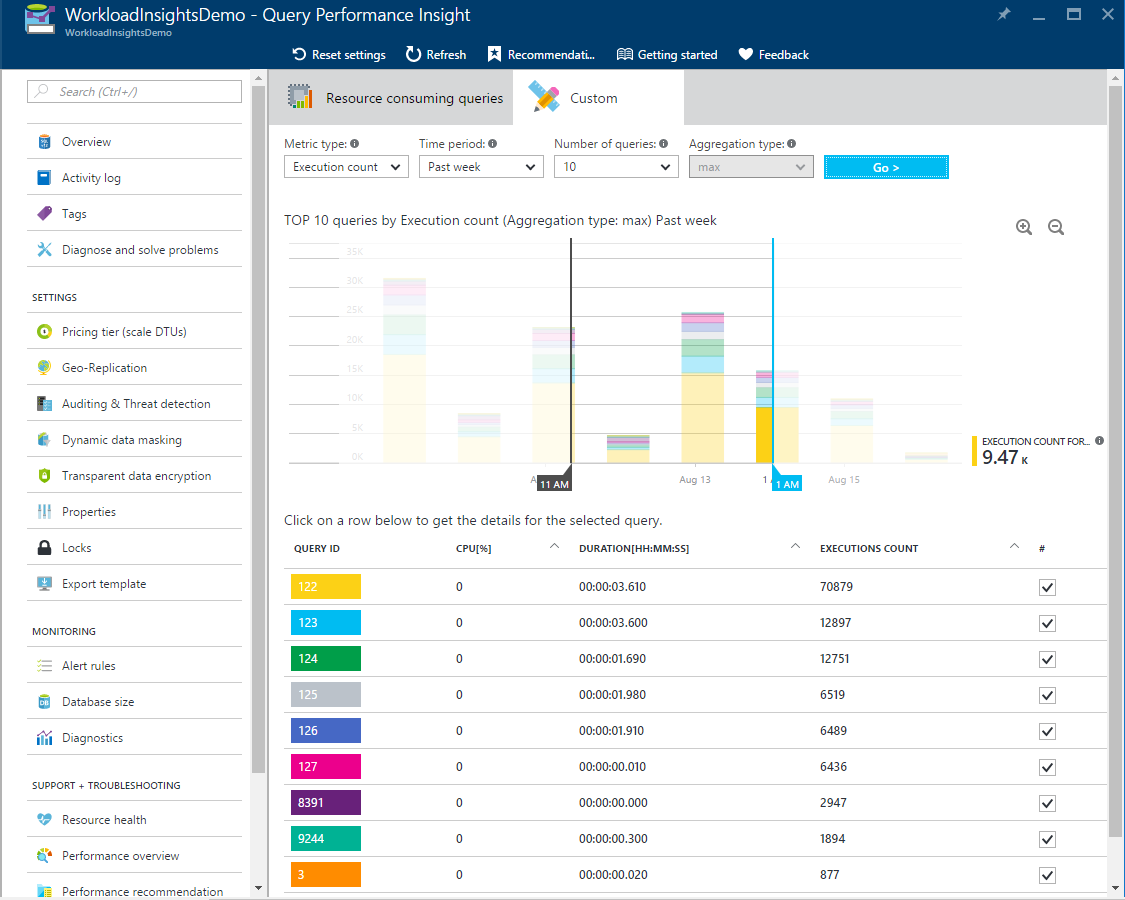 WorkloadInsightsDemo - Query Performance Insight
WorkloadInsightsDemo
Reset settings Refresh Recommendati... Getting started Feedback
Search (Ctrl+/)
Overview
Activity log
Tags
Diagnose and solve problems
SETTINGS
Pricing tier (scale DTUs)
Geo-Replication
Auditing & Threat detection
Dynamic data masking
Transparent data encryption
Properties
Locks
Export template
MONITORING
Alert rules
Database size
Diagnostics
SUPPORT + TROUBLESHOOTING
Resource health
Performance overview
Performance recommendation
Resource consuming queries Custom
Metric type: Time period: Number of queries: Aggregation type:
Execution count Past week 10 max Go >
TOP 10 queries by Execution count (Aggregation type: max) Past week
35K
30K
25K
20K
15K
10K
5K
0K
11 AM Aug 13 1 AM Aug 15
EXECUTION COUNT FOR...
9.47 K
Click on a row below to get the details for the selected query.
QUERY ID CPU[%] DURATION[HH:MM:SS] EXECUTIONS COUNT #
122 0 00:00:03.610 70879
123 0 00:00:03.600 12897
124 0 00:00:01.690 12751
125 0 00:00:01.980 6519
126 0 00:00:01.910 6489
127 0 00:00:00.010 6436
8391 0 00:00:00.000 2947
9244 0 00:00:00.300 1894
3 0 00:00:00.020 877